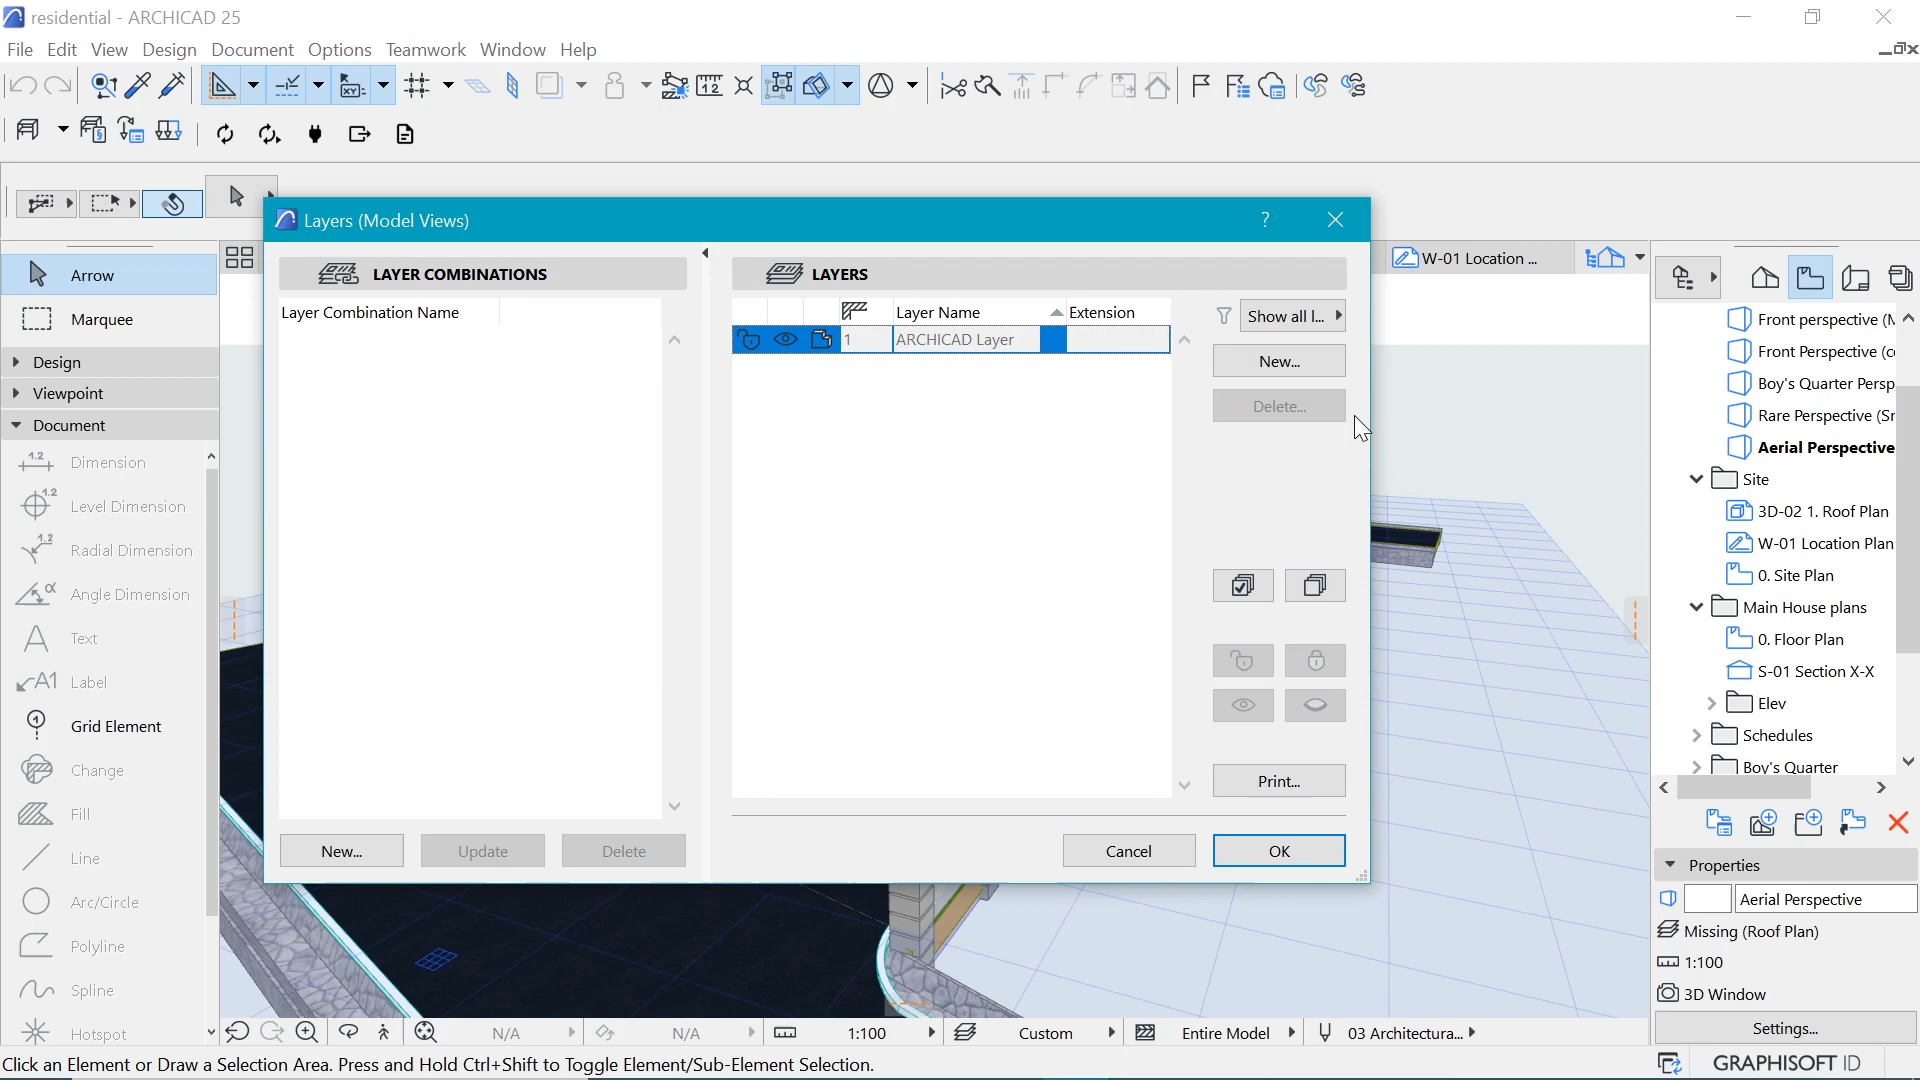 residential - ARCHICAD 25
File Edit View Design Document Options Teamwork Window Help
Layers (Model Views) ?
W-01 Location ...
Arrow
Marquee
Design
Viewpoint
Document
Dimension
Level Dimension
Radial Dimension
Angle Dimension
Text
Label
Grid Element
Change
Fill
Line
Arc/Circle
Polyline
Spline
Hotspot
LAYER COMBINATIONS
Layer Combination Name
New...
Update
Delete
LAYERS
Layer Name Extension
1 ARCHICAD Layer
Show all l...
New...
Delete...
Print...
Cancel
OK
Front perspective (
Front Perspective (c
Boy's Quarter Persp
Rare Perspective (Sr
Aerial Perspective
Site
3D-02 1. Roof Plan
W-01 Location Plan
0. Site Plan
Main House plans
0. Floor Plan
S-01 Section X-X
Elev
Schedules
Boy's Quarter
Properties
Aerial Perspective
Missing (Roof Plan)
1:100
3D Window
Settings...
N/A N/A 1:100 Custom Entire Model 03 Architectura...
Click an Element or Draw a Selection Area. Press and Hold Ctrl+Shift to Toggle Element/Sub-Element Selection.
GRAPHISOFT ID